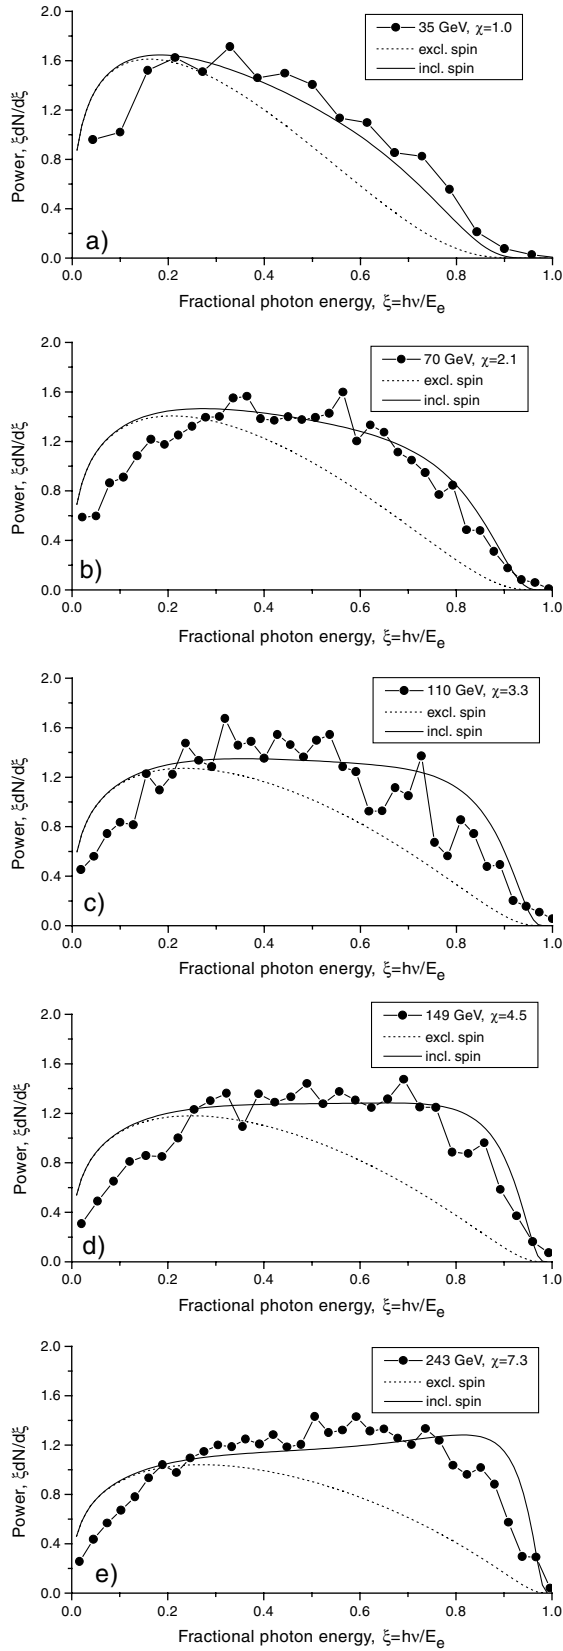 2.0
1.6
1.2
0.8
0.4
0.0
Power, ξdN/dξ
35 GeV, χ=1.0
excl. spin
incl. spin
a)
0.0 0.2 0.4 0.6 0.8 1.0
Fractional photon energy, ξ=hν/Ee
2.0
1.6
1.2
0.8
0.4
0.0
Power, ξdN/dξ
70 GeV, χ=2.1
excl. spin
incl. spin
b)
0.0 0.2 0.4 0.6 0.8 1.0
Fractional photon energy, ξ=hν/Ee
2.0
1.6
1.2
0.8
0.4
0.0
Power, ξdN/dξ
110 GeV, χ=3.3
excl. spin
incl. spin
c)
0.0 0.2 0.4 0.6 0.8 1.0
Fractional photon energy, ξ=hν/Ee
2.0
1.6
1.2
0.8
0.4
0.0
Power, ξdN/dξ
149 GeV, χ=4.5
excl. spin
incl. spin
d)
0.0 0.2 0.4 0.6 0.8 1.0
Fractional photon energy, ξ=hν/Ee
2.0
1.6
1.2
0.8
0.4
0.0
Power, ξdN/dξ
243 GeV, χ=7.3
excl. spin
incl. spin
e)
0.0 0.2 0.4 0.6 0.8 1.0
Fractional photon energy, ξ=hν/Ee